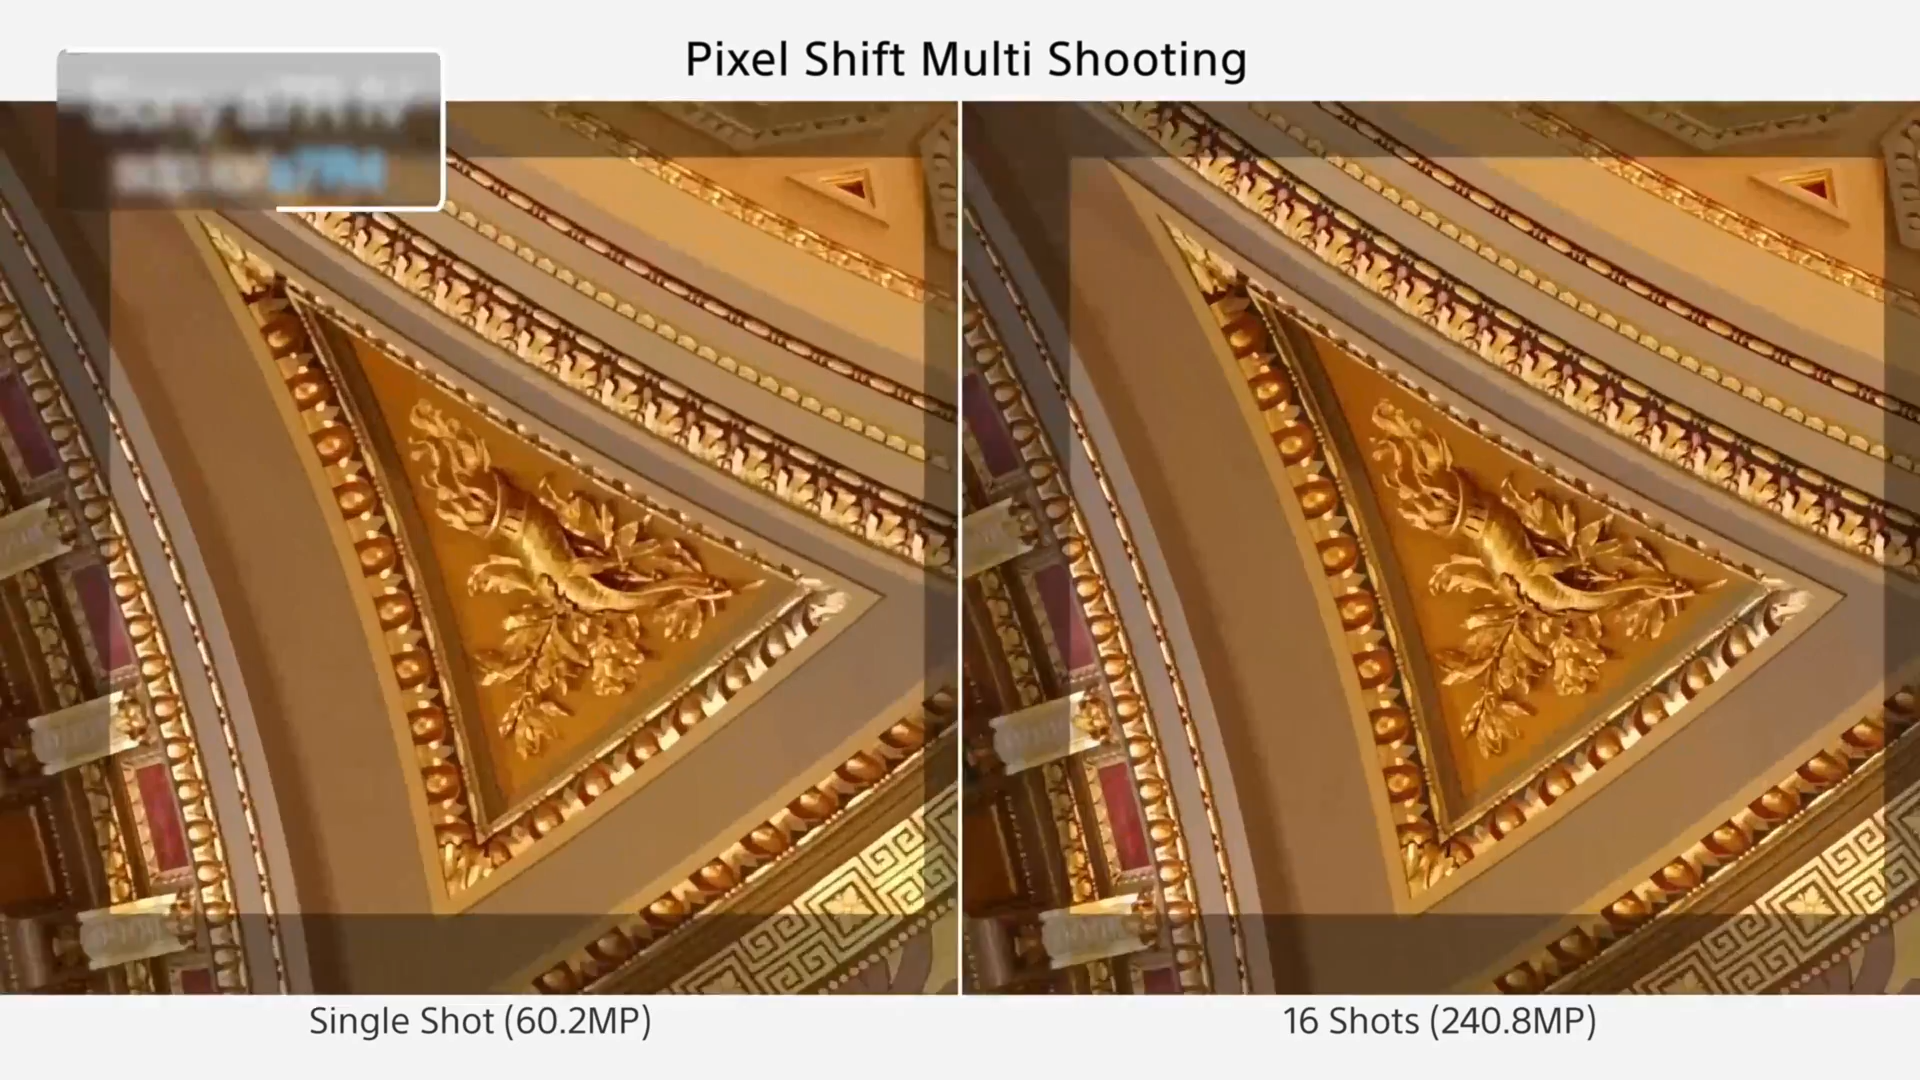 Pixel Shift Multi Shooting
Single Shot (60.2MP)
16 Shots (240.8MP)